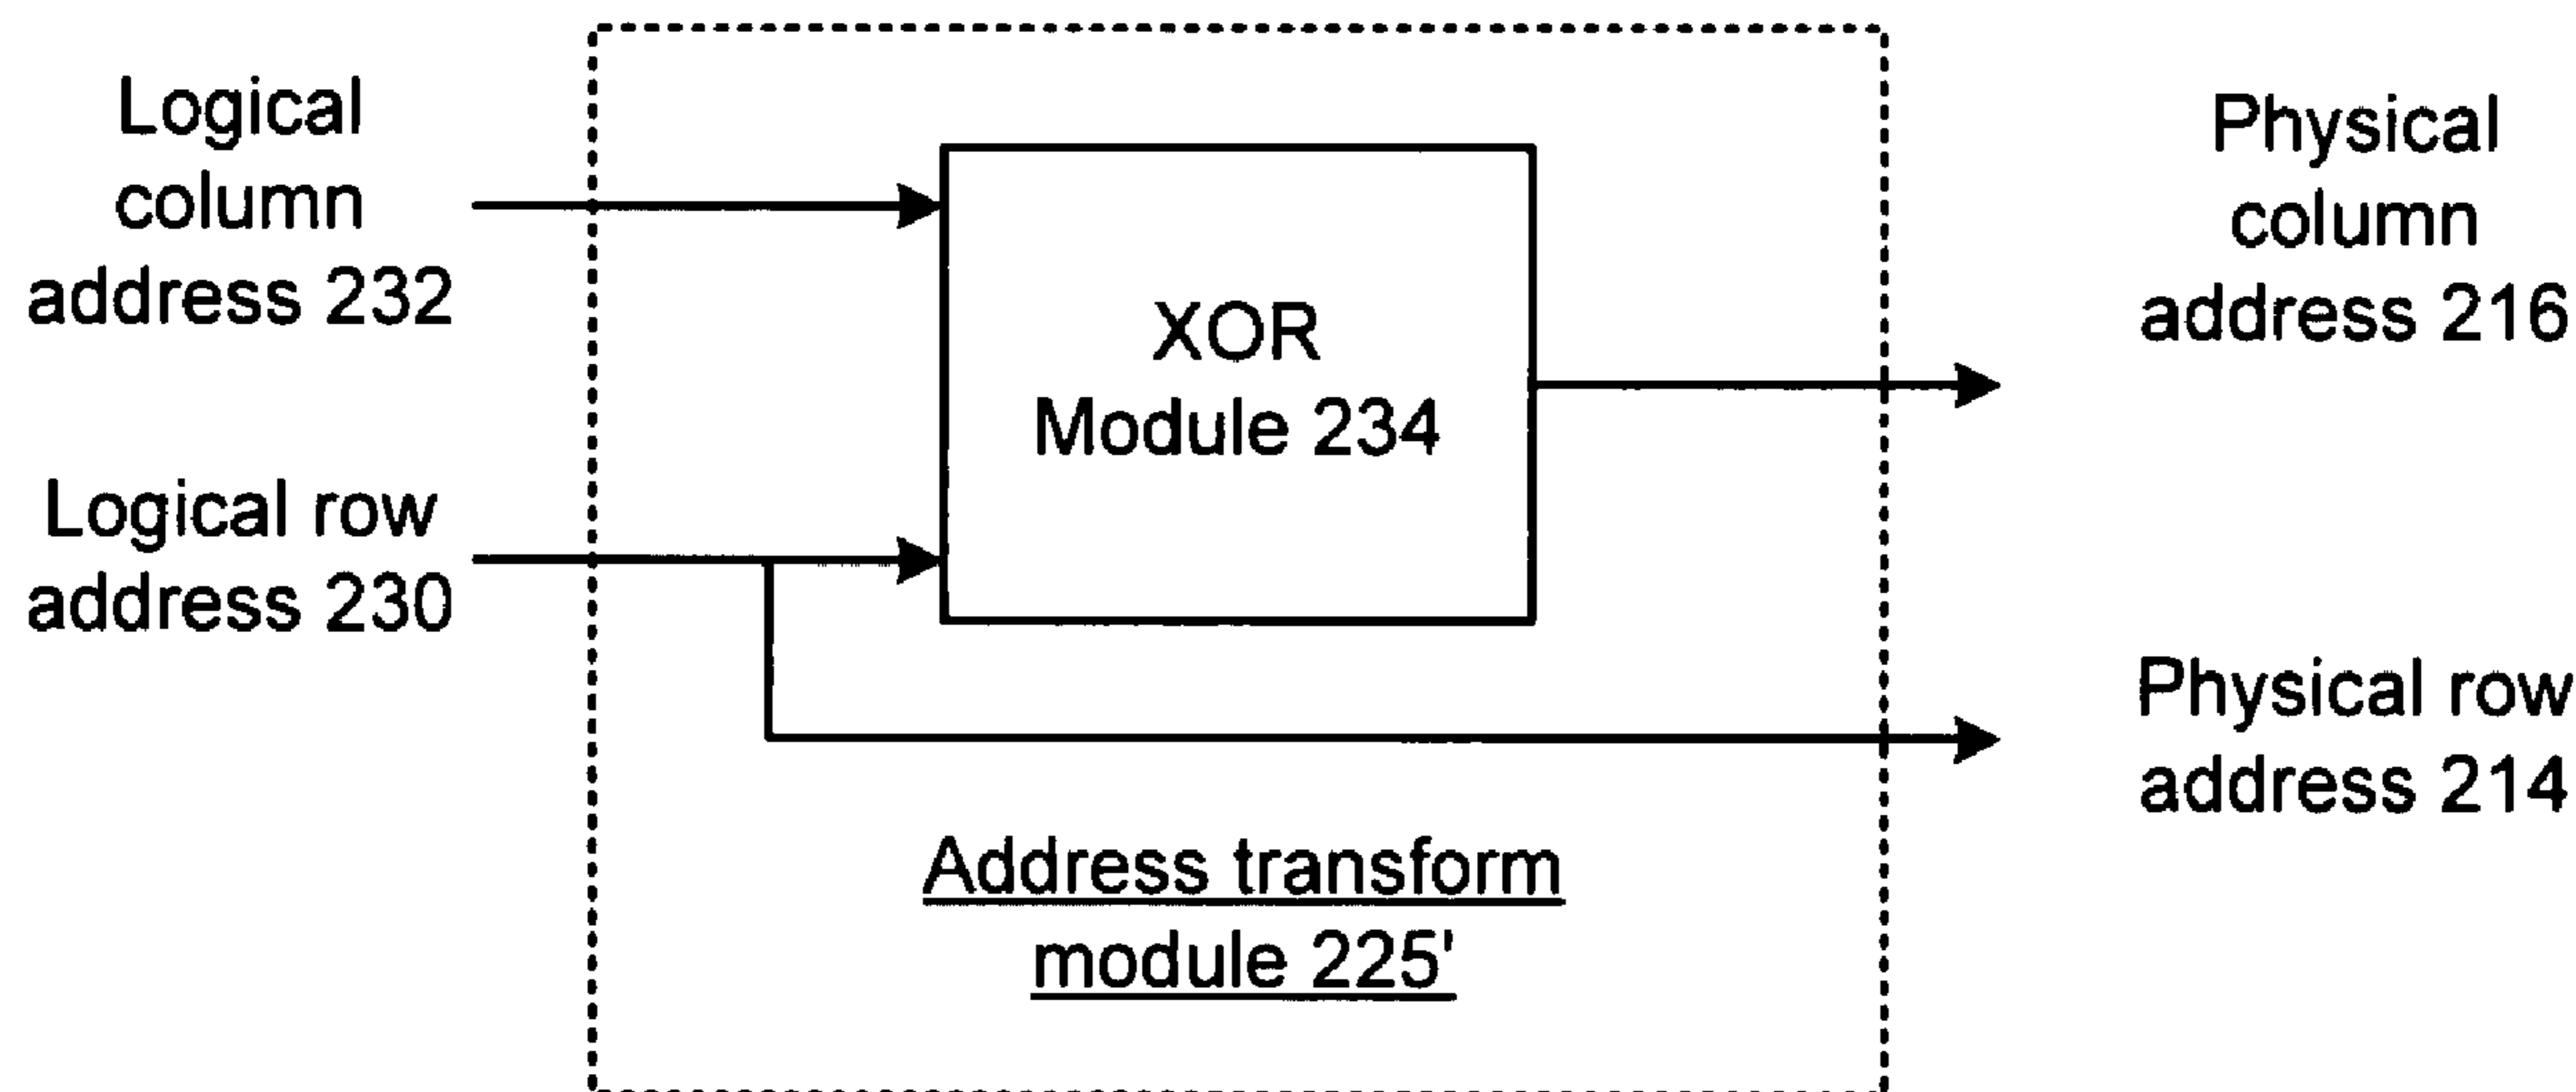 Logical
column
address 232
Logical row
address 230
XOR
Module 234
Address transform
module 225'
Physical
column
address 216
Physical row
address 214